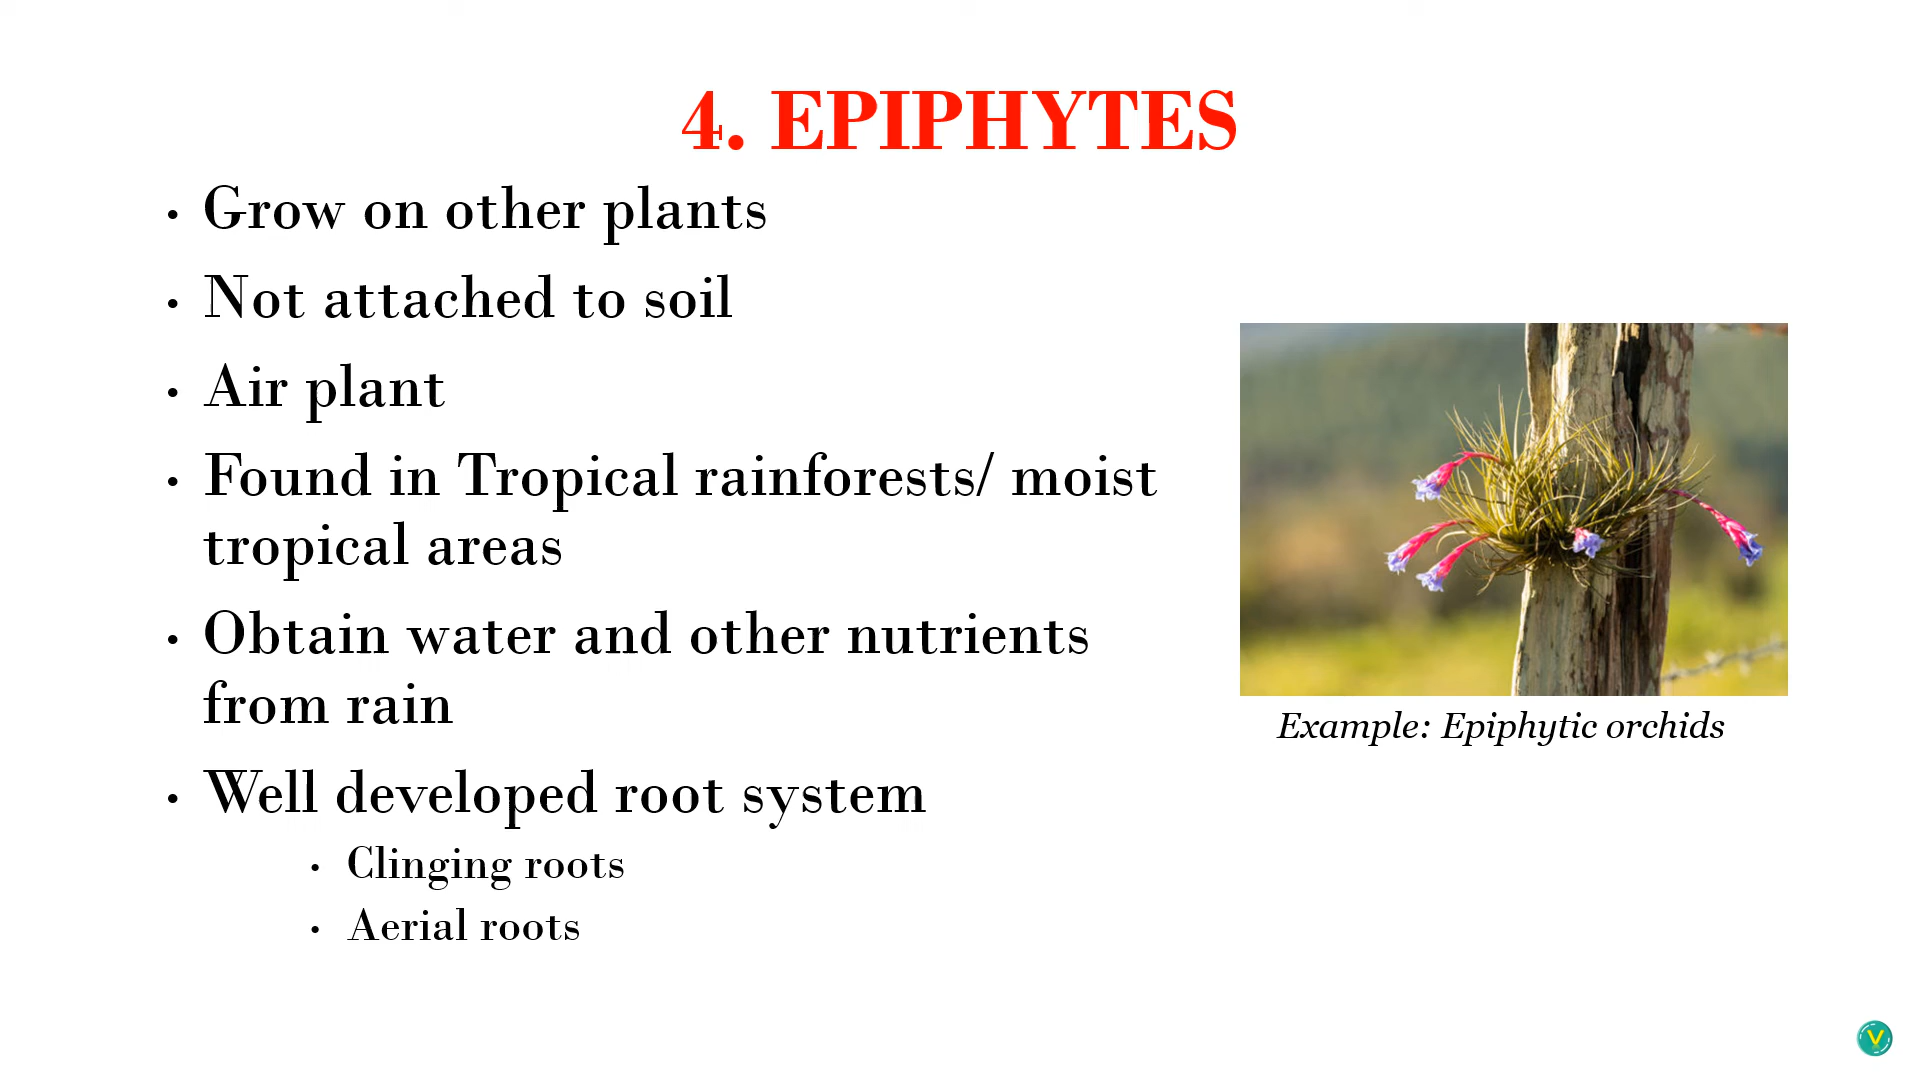 4. EPIPHYTES
• Grow on other plants
• Not attached to soil
• Air plant
• Found in Tropical rainforests/ moist
tropical areas
• Obtain water and other nutrients
from rain
• Well developed root system
• Clinging roots
• Aerial roots
Example: Epiphytic orchids
V